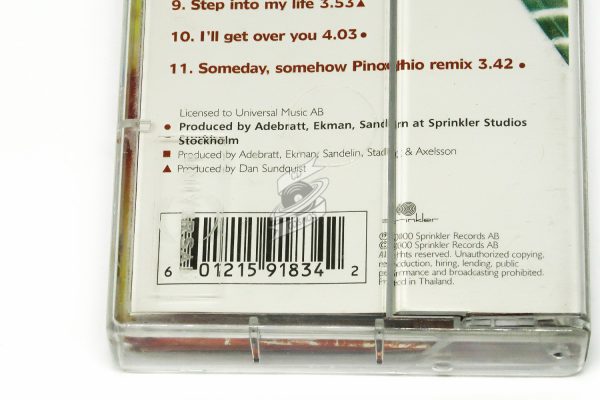 9. Step into my life 3.53 ▲
10. I'll get over you 4.03 ●
11. Someday, somehow Pinocchio remix 3.42 ●
Licensed to Universal Music AB
● Produced by Adebratt, Ekman, at Sprinkler Studios
Stockholm
■ Produced by Adebratt, Ekman, Sandelin, & Axelsson
▲ Produced by Dan Sundquist
sprinkler
℗ 2000 Sprinkler Records AB
© 2000 Sprinkler Records AB
All rights reserved. Unauthorized copying,
reproduction, hiring, lending, public
performance and broadcasting prohibited.
Printed in Thailand.
6 01215 91834 2